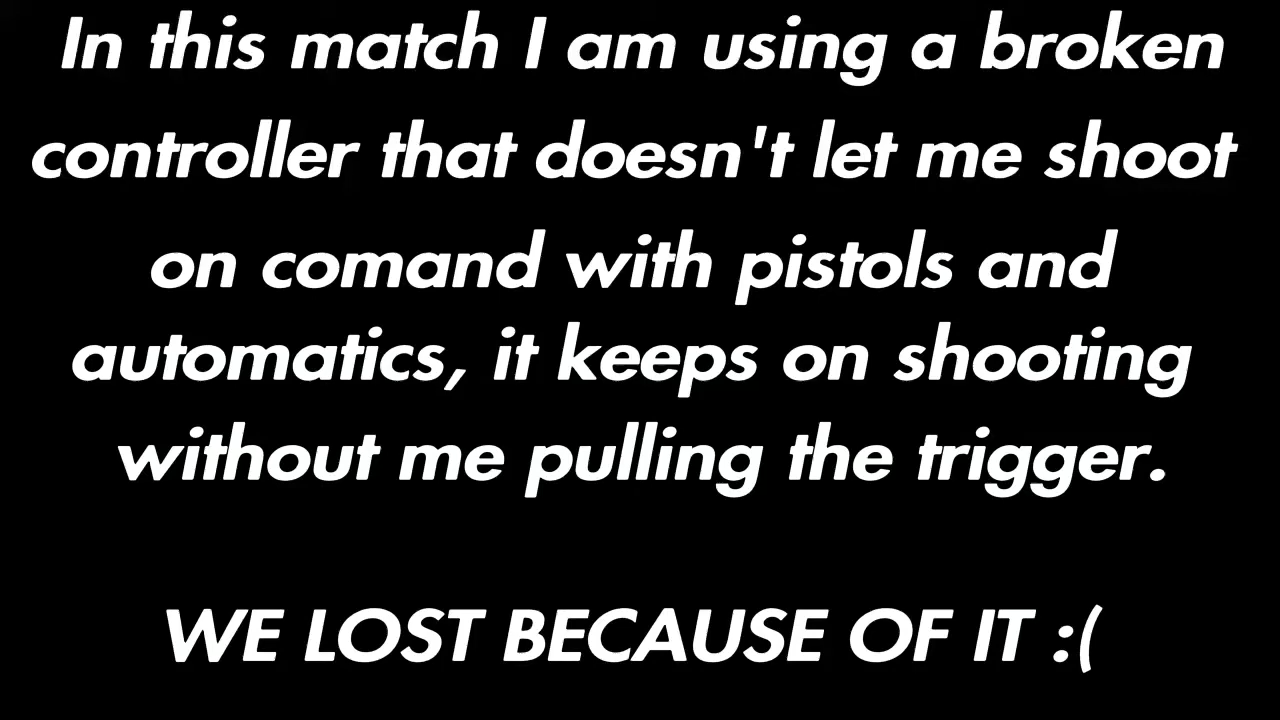 In this match I am using a broken
controller that doesn't let me shoot
on comand with pistols and
automatics, it keeps on shooting
without me pulling the trigger.
WE LOST BECAUSE OF IT :(